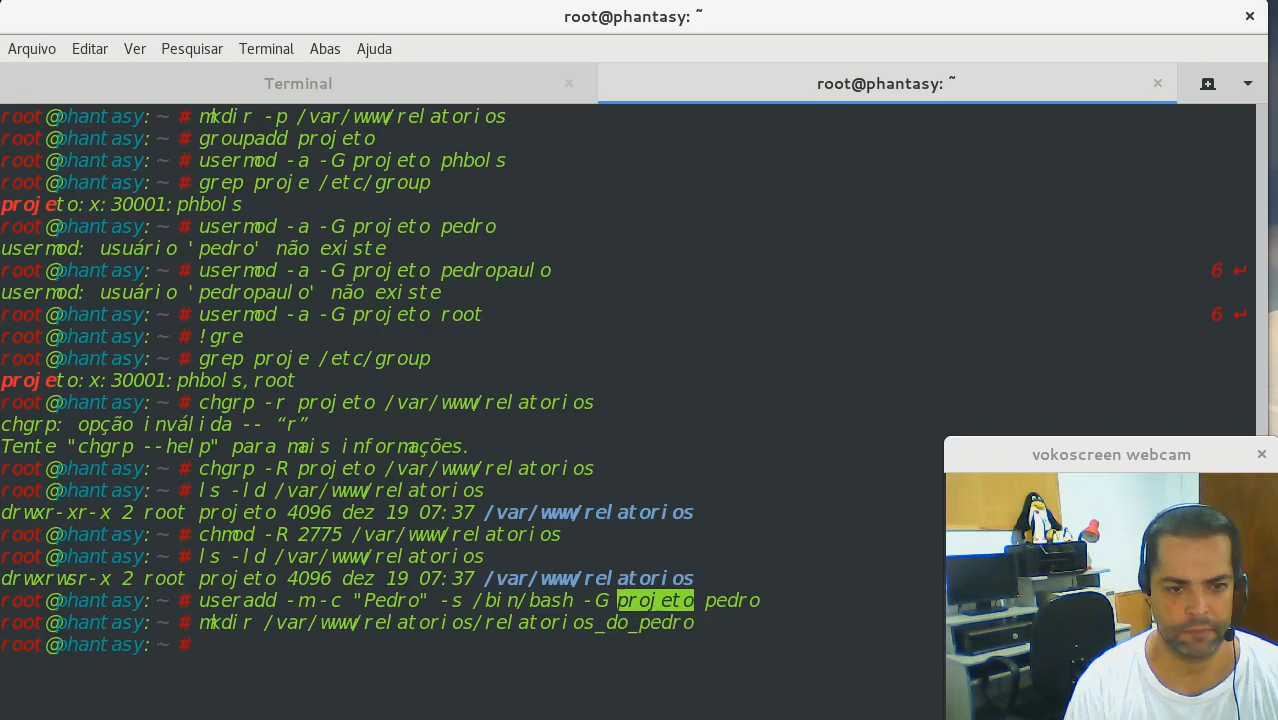 root@phantasy: ~
Arquivo Editar Ver Pesquisar Terminal Abas Ajuda
Terminal
root@phantasy: ~
root@phantasy: ~ # mkdir -p /var/www/relatorios
root@phantasy: ~ # groupadd projeto
root@phantasy: ~ # usermod -a -G projeto phbols
root@phantasy: ~ # grep proje /etc/group
projeto:x:30001:phbols
root@phantasy: ~ # usermod -a -G projeto pedro
usermod: usuário 'pedro' não existe
root@phantasy: ~ # usermod -a -G projeto pedropaulo 6 ↵
usermod: usuário 'pedropaulo' não existe
root@phantasy: ~ # usermod -a -G projeto root 6 ↵
root@phantasy: ~ # !gre
root@phantasy: ~ # grep proje /etc/group
projeto:x:30001:phbols,root
root@phantasy: ~ # chgrp -r projeto /var/www/relatorios
chgrp: opção inválida -- “r”
Tente "chgrp --help" para mais informações.
root@phantasy: ~ # chgrp -R projeto /var/www/relatorios
root@phantasy: ~ # ls -ld /var/www/relatorios
drwxr-xr-x 2 root projeto 4096 dez 19 07:37 /var/www/relatorios
root@phantasy: ~ # chmod -R 2775 /var/www/relatorios
root@phantasy: ~ # ls -ld /var/www/relatorios
drwxrwsr-x 2 root projeto 4096 dez 19 07:37 /var/www/relatorios
root@phantasy: ~ # useradd -m -c "Pedro" -s /bin/bash -G projeto pedro
root@phantasy: ~ # mkdir /var/www/relatorios/relatorios_do_pedro
root@phantasy: ~ #
vokoscreen webcam